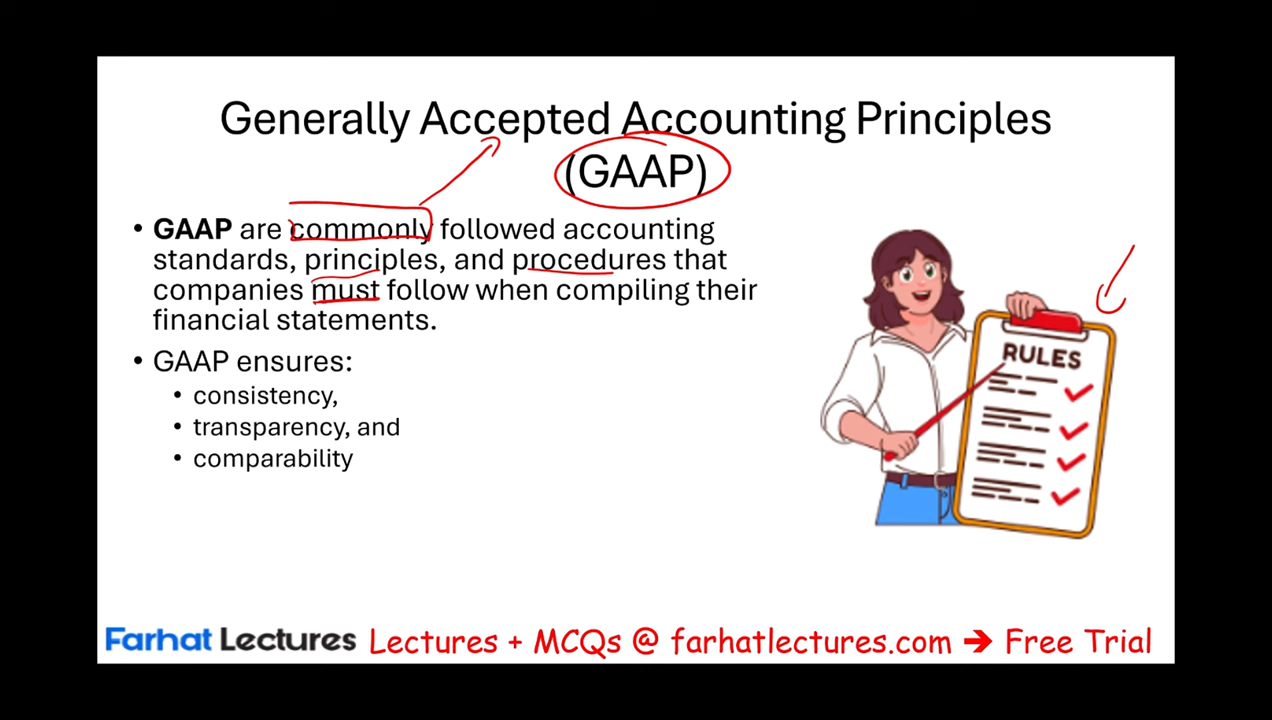 Generally Accepted Accounting Principles
(GAAP)
• GAAP are commonly followed accounting
standards, principles, and procedures that
companies must follow when compiling their
financial statements.
• GAAP ensures:
• consistency,
• transparency, and
• comparability
RULES
Farhat Lectures Lectures + MCQs @ farhatlectures.com → Free Trial